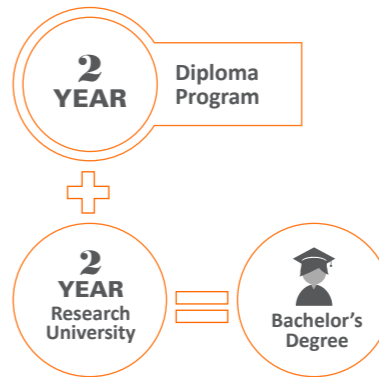 2
YEAR
Diploma
Program
+
2
YEAR
Research
University
=
Bachelor's
Degree